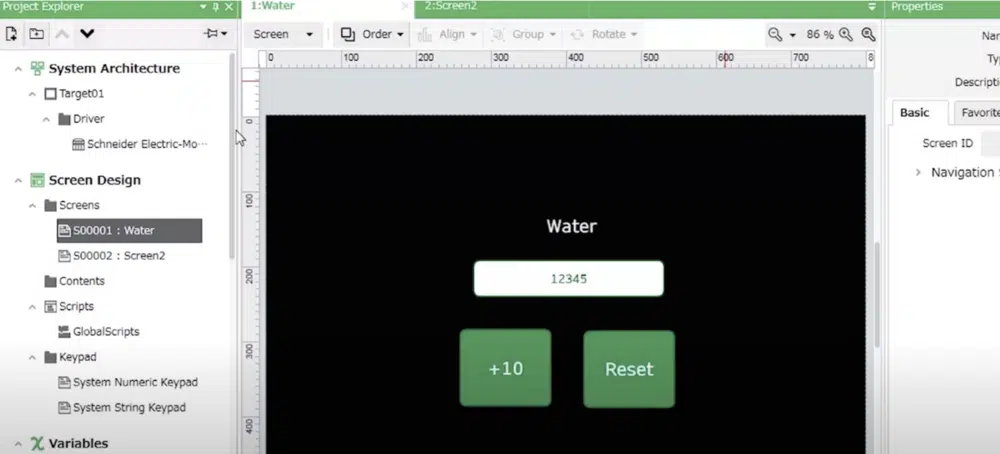 Project Explorer
1:Water
2:Screen2
Properties
Screen
Order
Align
Group
Rotate
86 %
System Architecture
Target01
Driver
Schneider Electric-Mo···
Screen Design
Screens
S00001 : Water
S00002 : Screen2
Contents
Scripts
GlobalScripts
Keypad
System Numeric Keypad
System String Keypad
Variables
0 100 200 300 400 500 600 700 8
0
100
200
300
400
Water
12345
+10
Reset
Nar
Typ
Descripti
Basic
Favorite
Screen ID
Navigation S